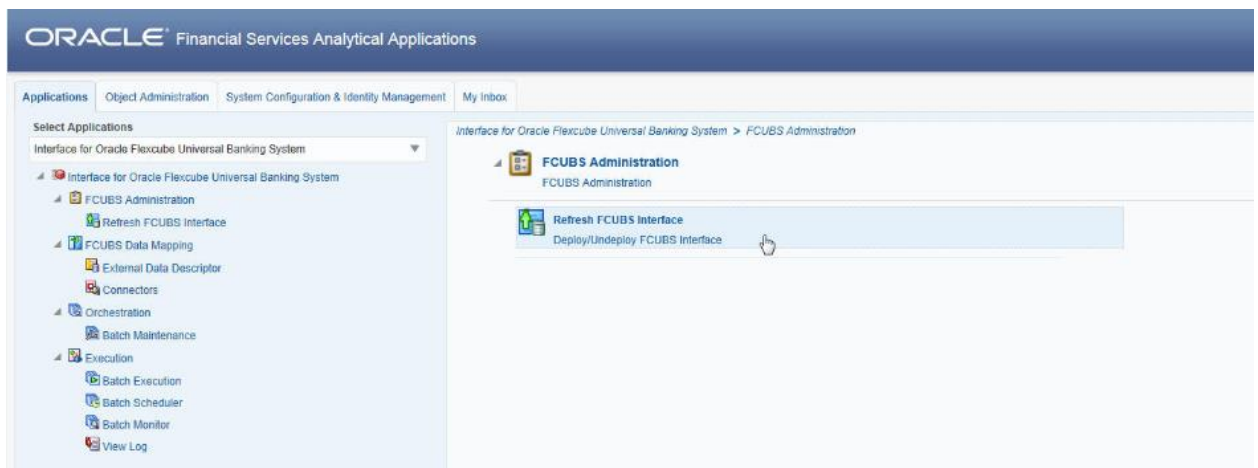 ORACLE Financial Services Analytical Applications
Applications Object Administration System Configuration & Identity Management My Inbox
Select Applications
Interface for Oracle Flexcube Universal Banking System
Interface for Oracle Flexcube Universal Banking System
FCUBS Administration
Refresh FCUBS Interface
FCUBS Data Mapping
External Data Descriptor
Connectors
Orchestration
Batch Maintenance
Execution
Batch Execution
Batch Scheduler
Batch Monitor
View Log
Interface for Oracle Flexcube Universal Banking System > FCUBS Administration
FCUBS Administration
FCUBS Administration
Refresh FCUBS Interface
Deploy/Undeploy FCUBS Interface